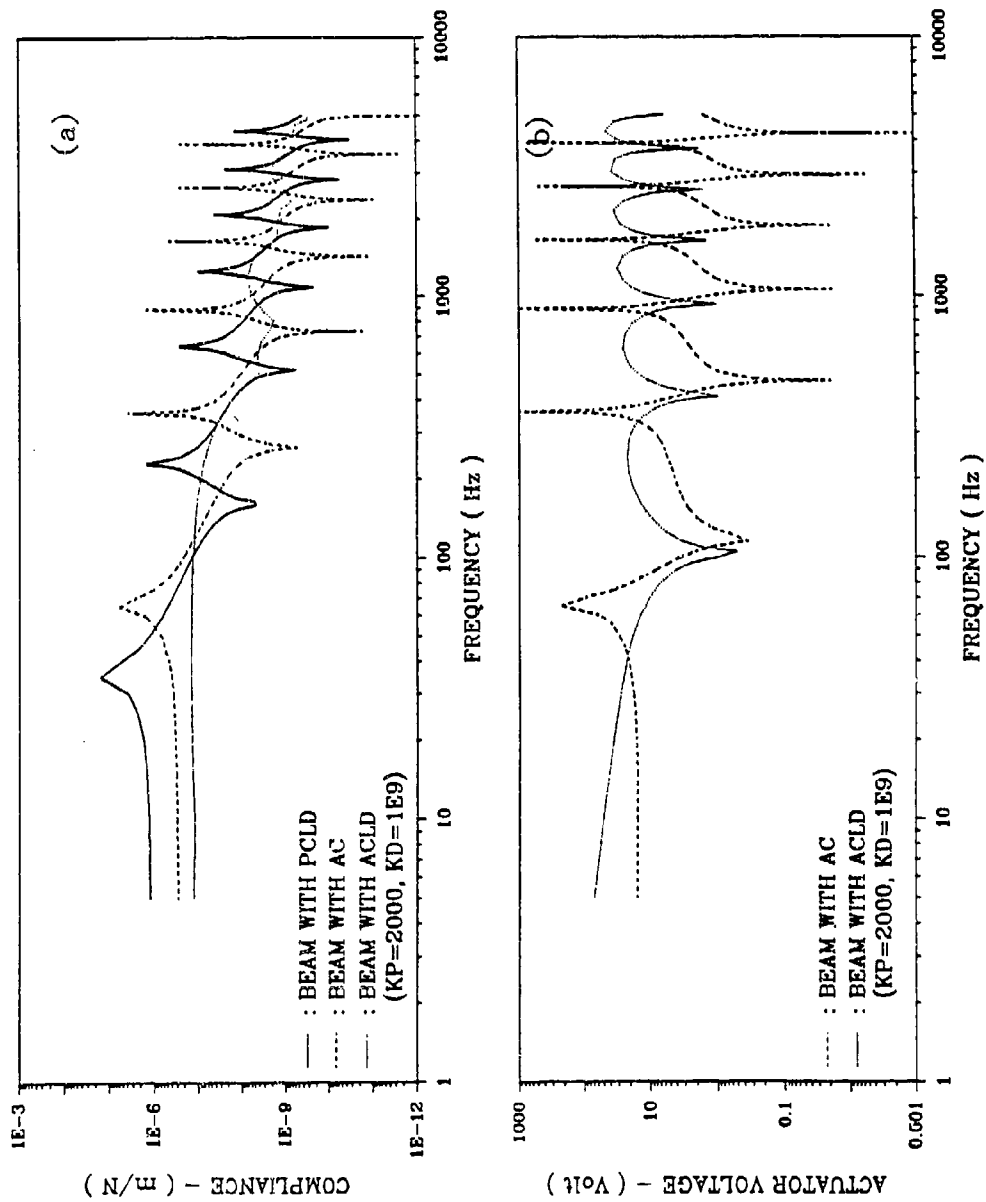 (a)
COMPLIANCE - ( m/N )
1E-3
1E-6
1E-9
1E-12
: BEAM WITH PCLD
: BEAM WITH AC
: BEAM WITH ACLD
(KP=2000, KD=1E9)
1
10
100
1000
10000
FREQUENCY ( Hz )
(b)
ACTUATOR VOLTAGE - ( Volt )
1000
10
0.1
0.001
: BEAM WITH AC
: BEAM WITH ACLD
(KP=2000, KD=1E9)
1
10
100
1000
10000
FREQUENCY ( Hz )